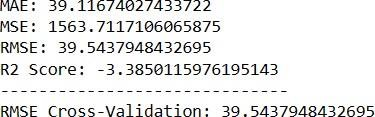 MAE: 39.11674027433722
MSE: 1563.7117106065875
RMSE: 39.5437948432695
R2 Score: -3.3850115976195143
------------------------------
RMSE Cross-Validation: 39.5437948432695